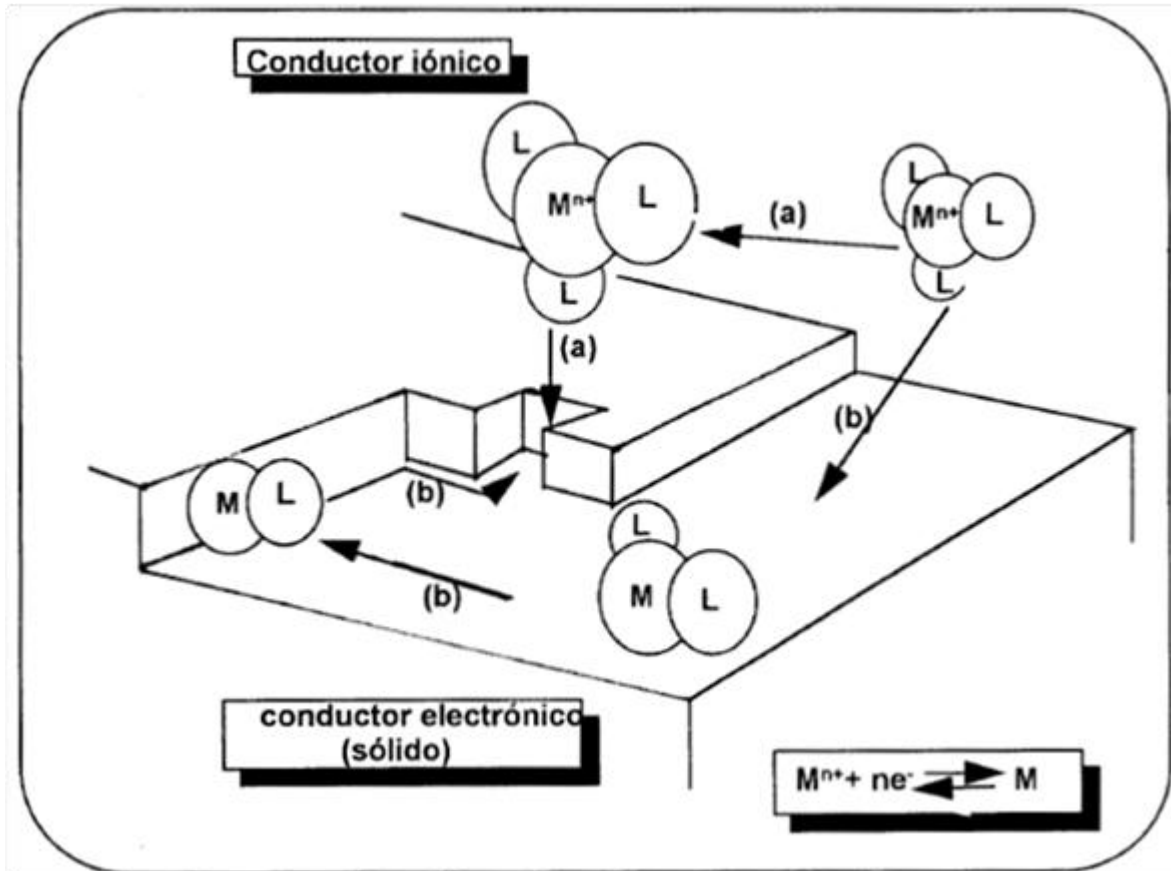 Conductor iónico
L
Mⁿ⁺
L
L
L
Mⁿ⁺
L
L
(a)
(a)
(b)
M
L
(b)
(b)
L
M
L
conductor electrónico
(sólido)
Mⁿ⁺ + ne⁻ ⇄ M